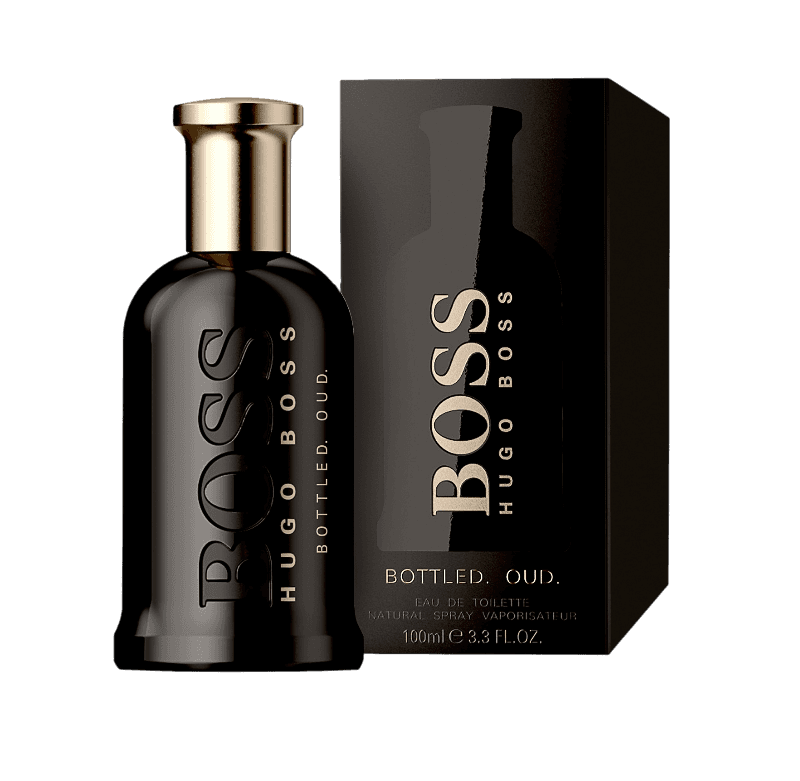 BOSS
HUGO BOSS
BOTTLED. OUD.
BOSS
HUGO BOSS
BOTTLED. OUD.
EAU DE TOILETTE
NATURAL SPRAY VAPORISATEUR
100ml ℮ 3.3 FL.OZ.